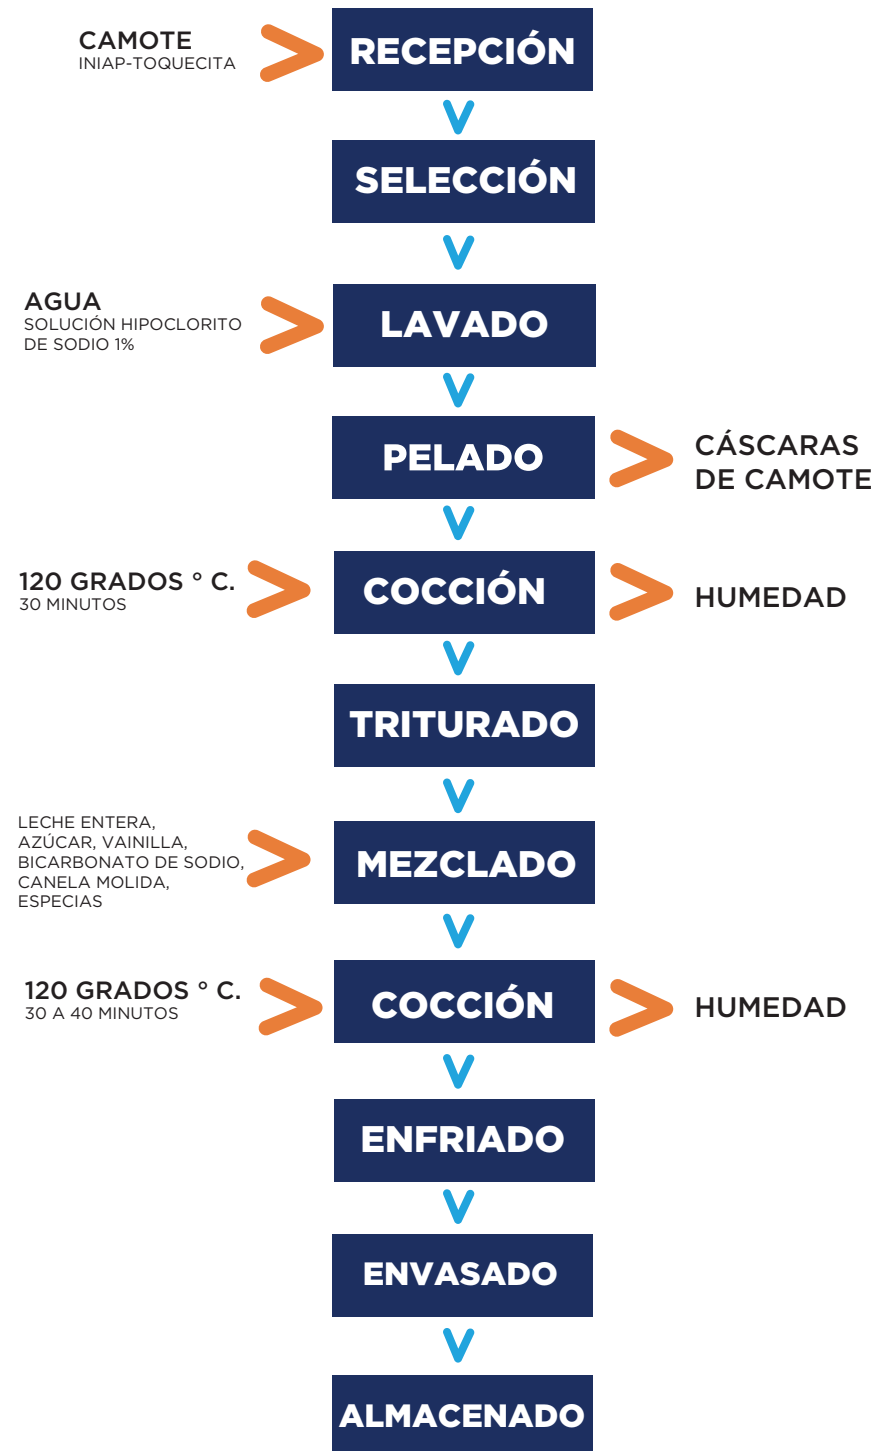 CAMOTE
INIAP-TOQUECITA
RECEPCIÓN
SELECCIÓN
AGUA
SOLUCIÓN HIPOCLORITO
DE SODIO 1%
LAVADO
PELADO
CÁSCARAS
DE CAMOTE
120 GRADOS ° C.
30 MINUTOS
COCCIÓN
HUMEDAD
TRITURADO
LECHE ENTERA,
AZÚCAR, VAINILLA,
BICARBONATO DE SODIO,
CANELA MOLIDA,
ESPECIAS
MEZCLADO
120 GRADOS ° C.
30 A 40 MINUTOS
COCCIÓN
HUMEDAD
ENFRIADO
ENVASADO
ALMACENADO